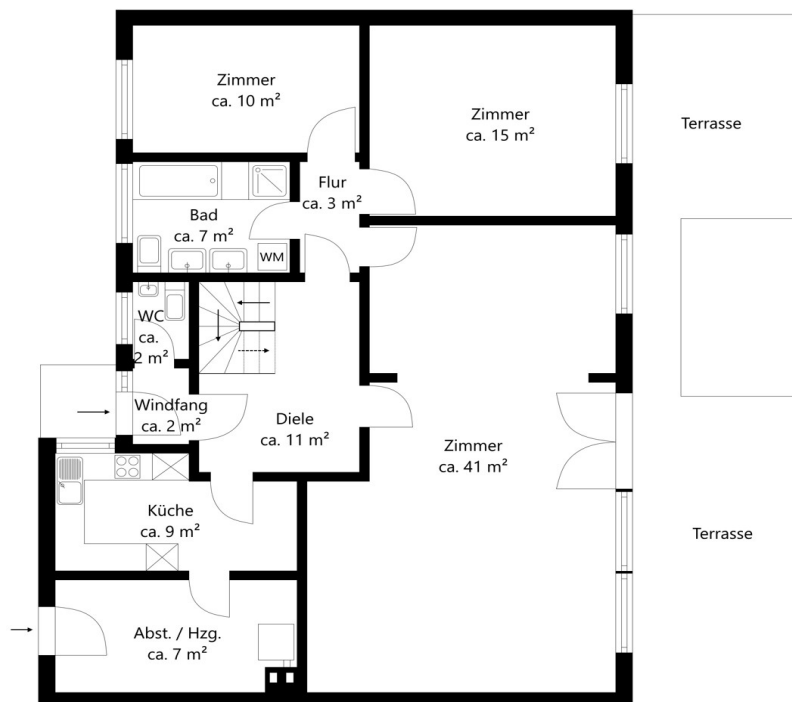 Zimmer
ca. 10 m²
Zimmer
ca. 15 m²
Terrasse
Flur
ca. 3 m²
Bad
ca. 7 m²
WM
WC
ca.
2 m²
Windfang
ca. 2 m²
Diele
ca. 11 m²
Zimmer
ca. 41 m²
Küche
ca. 9 m²
Terrasse
Abst. / Hzg.
ca. 7 m²